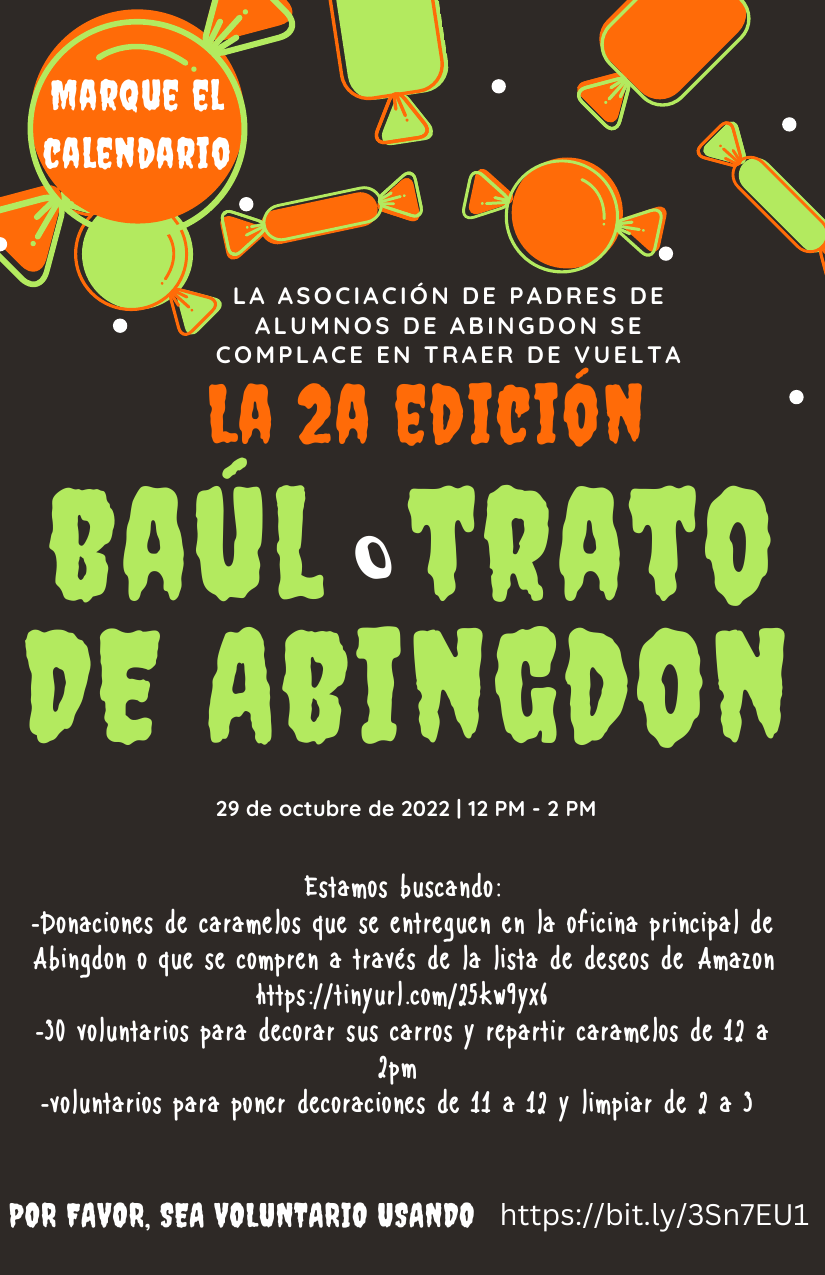 MARQUE EL
CALENDARIO
LA ASOCIACIÓN DE PADRES DE
ALUMNOS DE ABINGDON SE
COMPLACE EN TRAER DE VUELTA
LA 2A EDICIÓN
BAÚL O TRATO
DE ABINGDON
29 de octubre de 2022 | 12 PM - 2 PM
Estamos buscando:
-Donaciones de caramelos que se entreguen en la oficina principal de
Abingdon o que se compren a través de la lista de deseos de Amazon
https://tinyurl.com/25kw9yx6
-30 voluntarios para decorar sus carros y repartir caramelos de 12 a
2pm
-voluntarios para poner decoraciones de 11 a 12 y limpiar de 2 a 3
POR FAVOR, SEA VOLUNTARIO USANDO https://bit.ly/3Sn7EU1